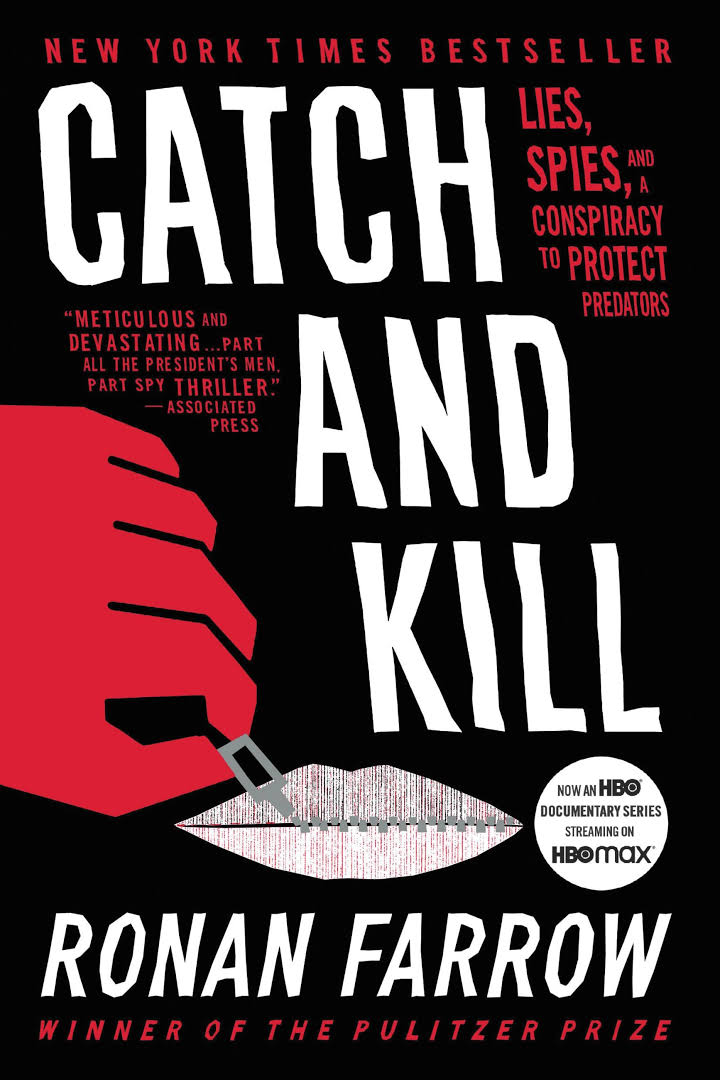 NEW YORK TIMES BESTSELLER
CATCH
AND
KILL
LIES,
SPIES, AND
A
CONSPIRACY
TO PROTECT
PREDATORS
“METICULOUS AND
DEVASTATING...PART
ALL THE PRESIDENT’S MEN,
PART SPY THRILLER.”
—ASSOCIATED
PRESS
NOW AN HBO®
DOCUMENTARY SERIES
STREAMING ON
HBOMAX®
RONAN FARROW
WINNER OF THE PULITZER PRIZE